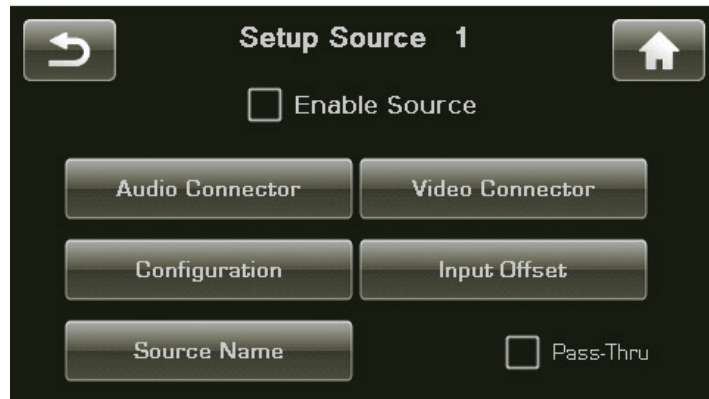 Setup Source 1
Enable Source
Audio Connector
Video Connector
Configuration
Input Offset
Source Name
Pass-Thru